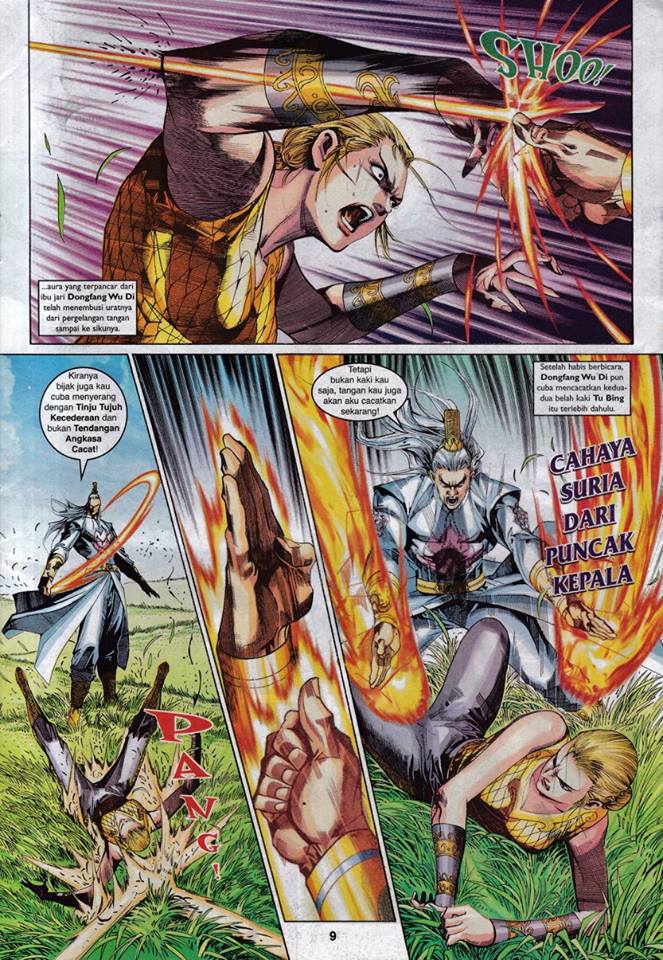 SHOO!
...aura yang terpancar dari
ibu jari Dongfang Wu Di
telah menembusi uratnya
dari pergelangan tangan
sampai ke sikunya.
Kiranya
bijak juga kau
cuba menyerang
dengan Tinju Tujuh
Kecederaan dan
bukan Tendangan
Angkasa
Cacat!
PANG!
Tetapi
bukan kaki kau
saja, tangan kau juga
akan aku cacatkan
sekarang!
Setelah habis berbicara,
Dongfang Wu Di pun
cuba mencacatkan kedua-
dua belah kaki Tu Bing
itu terlebih dahulu.
CAHAYA
SURIA
DARI
PUNCAK
KEPALA
9